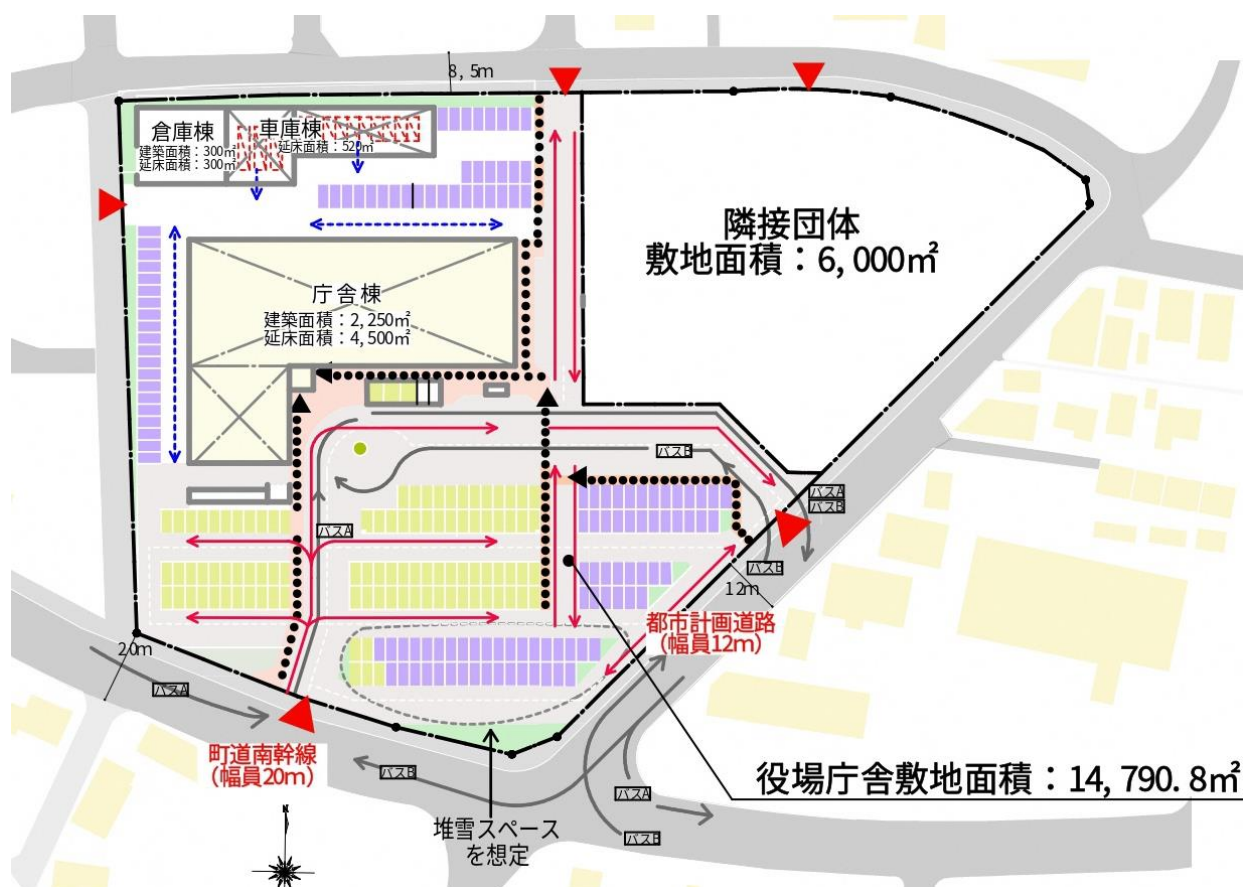 8,5m
倉庫棟
建築面積：300㎡
延床面積：300㎡
車庫棟
延床面積：520㎡
隣接団体
敷地面積：6,000㎡
庁舎棟
建築面積：2,250㎡
延床面積：4,500㎡
バスB
バスA
バスB
バスA
バスB
12m
都市計画道路
（幅員12m）
20m
バスA
町道南幹線
（幅員20m）
バスB
役場庁舎敷地面積：14,790.8㎡
バスA
堆雪スペース
を想定
バスB
N